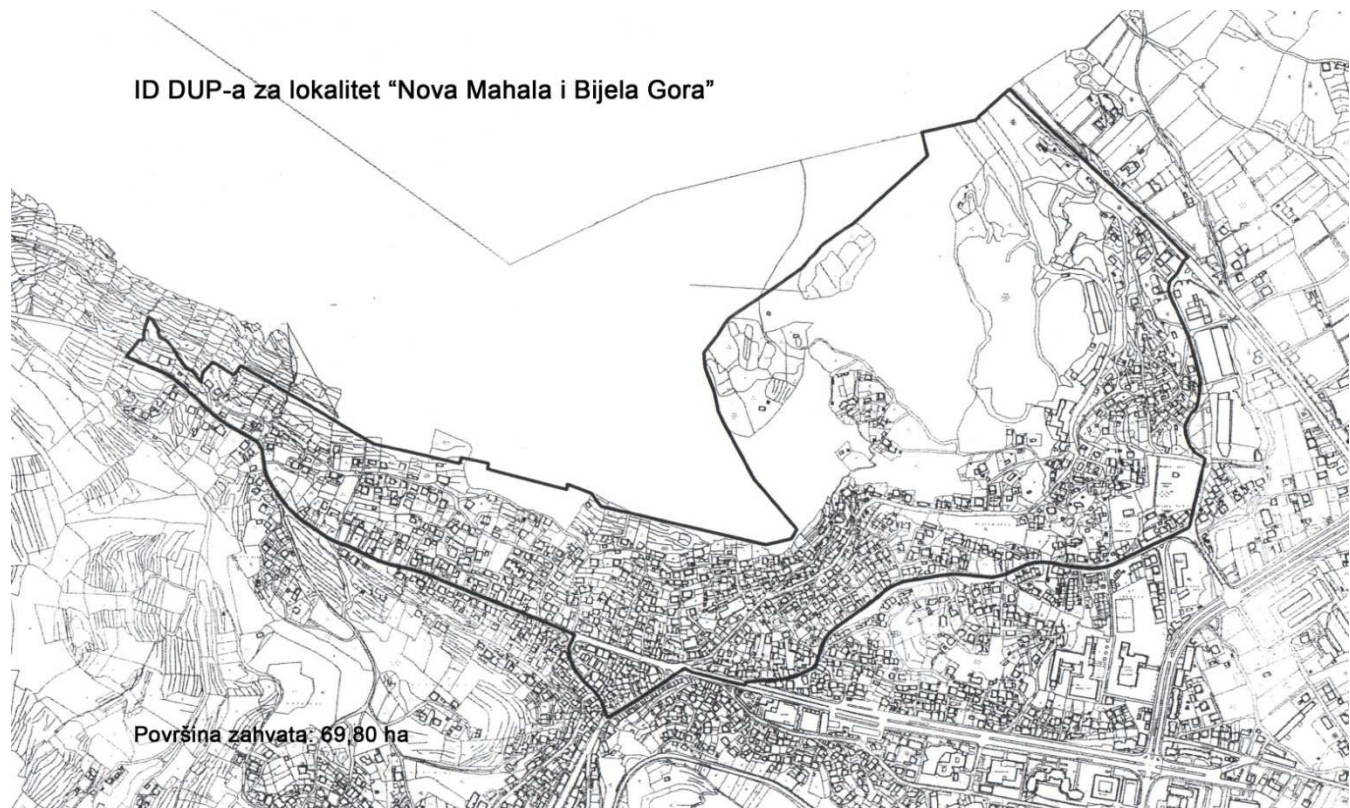 ID DUP-a za lokalitet “Nova Mahala i Bijela Gora”
Površina zahvata: 69,80 ha